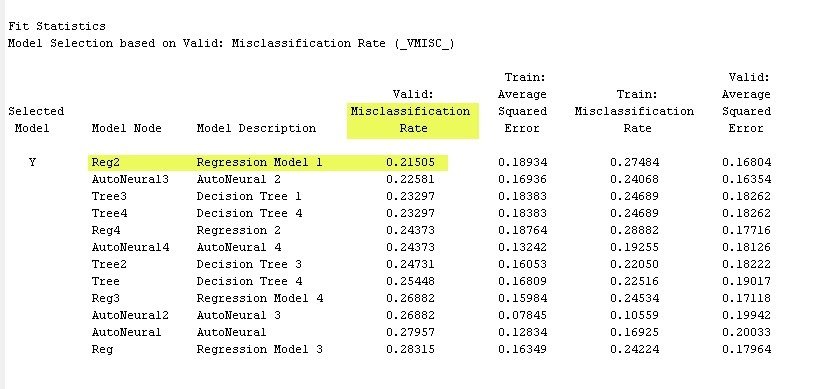 Fit Statistics
Model Selection based on Valid: Misclassification Rate (_VMISC_)
Train: Valid:
Valid: Average Train: Average
Selected Misclassification Squared Misclassification Squared
Model Model Node Model Description Rate Error Rate Error
Y Reg2 Regression Model 1 0.21505 0.18934 0.27484 0.16804
AutoNeural3 AutoNeural 2 0.22581 0.16936 0.24068 0.16354
Tree3 Decision Tree 1 0.23297 0.18383 0.24689 0.18262
Tree4 Decision Tree 4 0.23297 0.18383 0.24689 0.18262
Reg4 Regression 2 0.24373 0.18764 0.28882 0.17716
AutoNeural4 AutoNeural 4 0.24373 0.13242 0.19255 0.18126
Tree2 Decision Tree 3 0.24731 0.16053 0.22050 0.18222
Tree Decision Tree 4 0.25448 0.16809 0.22516 0.19017
Reg3 Regression Model 4 0.26882 0.15984 0.24534 0.17118
AutoNeural2 AutoNeural 3 0.26882 0.07845 0.10559 0.19942
AutoNeural AutoNeural 0.27957 0.12834 0.16925 0.20033
Reg Regression Model 3 0.28315 0.16349 0.24224 0.17964